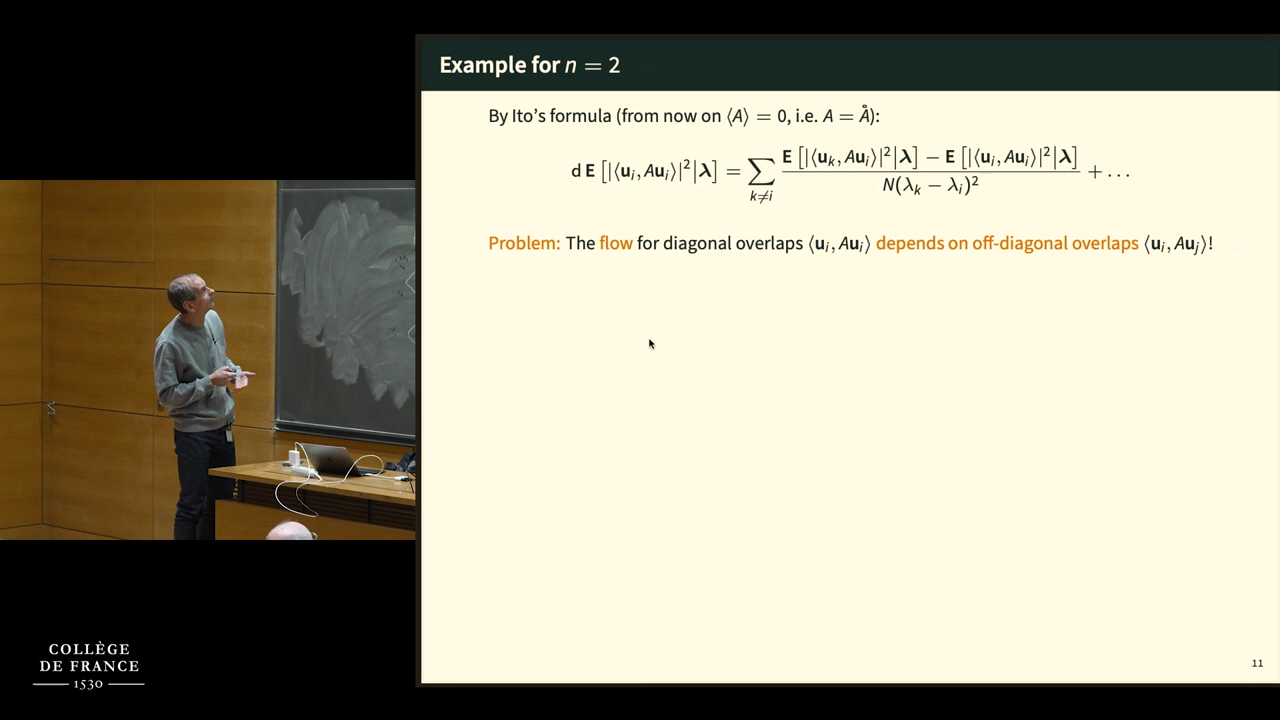 Example for n = 2
By Ito's formula (from now on ⟨A⟩ = 0, i.e. A = Å):
d E [|⟨u_i, Au_i⟩|²|λ] = ∑_{k≠i} (E [|⟨u_k, Au_i⟩|²|λ] − E [|⟨u_i, Au_i⟩|²|λ]) / (N(λ_k − λ_i)²) + …
Problem: The flow for diagonal overlaps ⟨u_i, Au_i⟩ depends on off-diagonal overlaps ⟨u_i, Au_j⟩!
11
COLLÈGE
DE FRANCE
1530